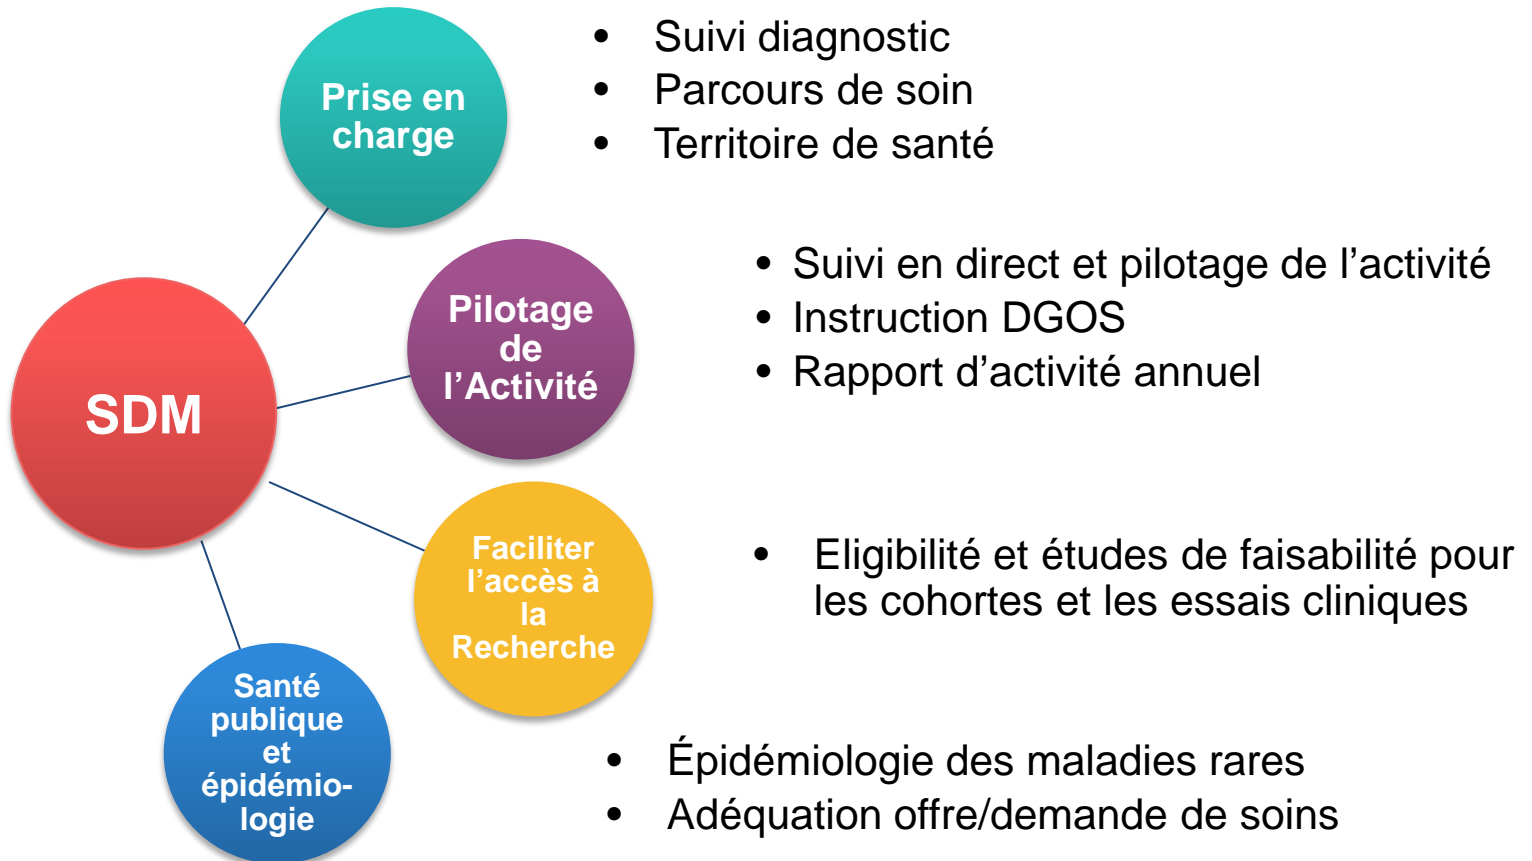 Prise en
charge
• Suivi diagnostic
• Parcours de soin
• Territoire de santé
SDM
Pilotage
de
l’Activité
• Suivi en direct et pilotage de l’activité
• Instruction DGOS
• Rapport d’activité annuel
Faciliter
l’accès à
la
Recherche
• Eligibilité et études de faisabilité pour
les cohortes et les essais cliniques
Santé
publique
et
épidémio-
logie
• Épidémiologie des maladies rares
• Adéquation offre/demande de soins